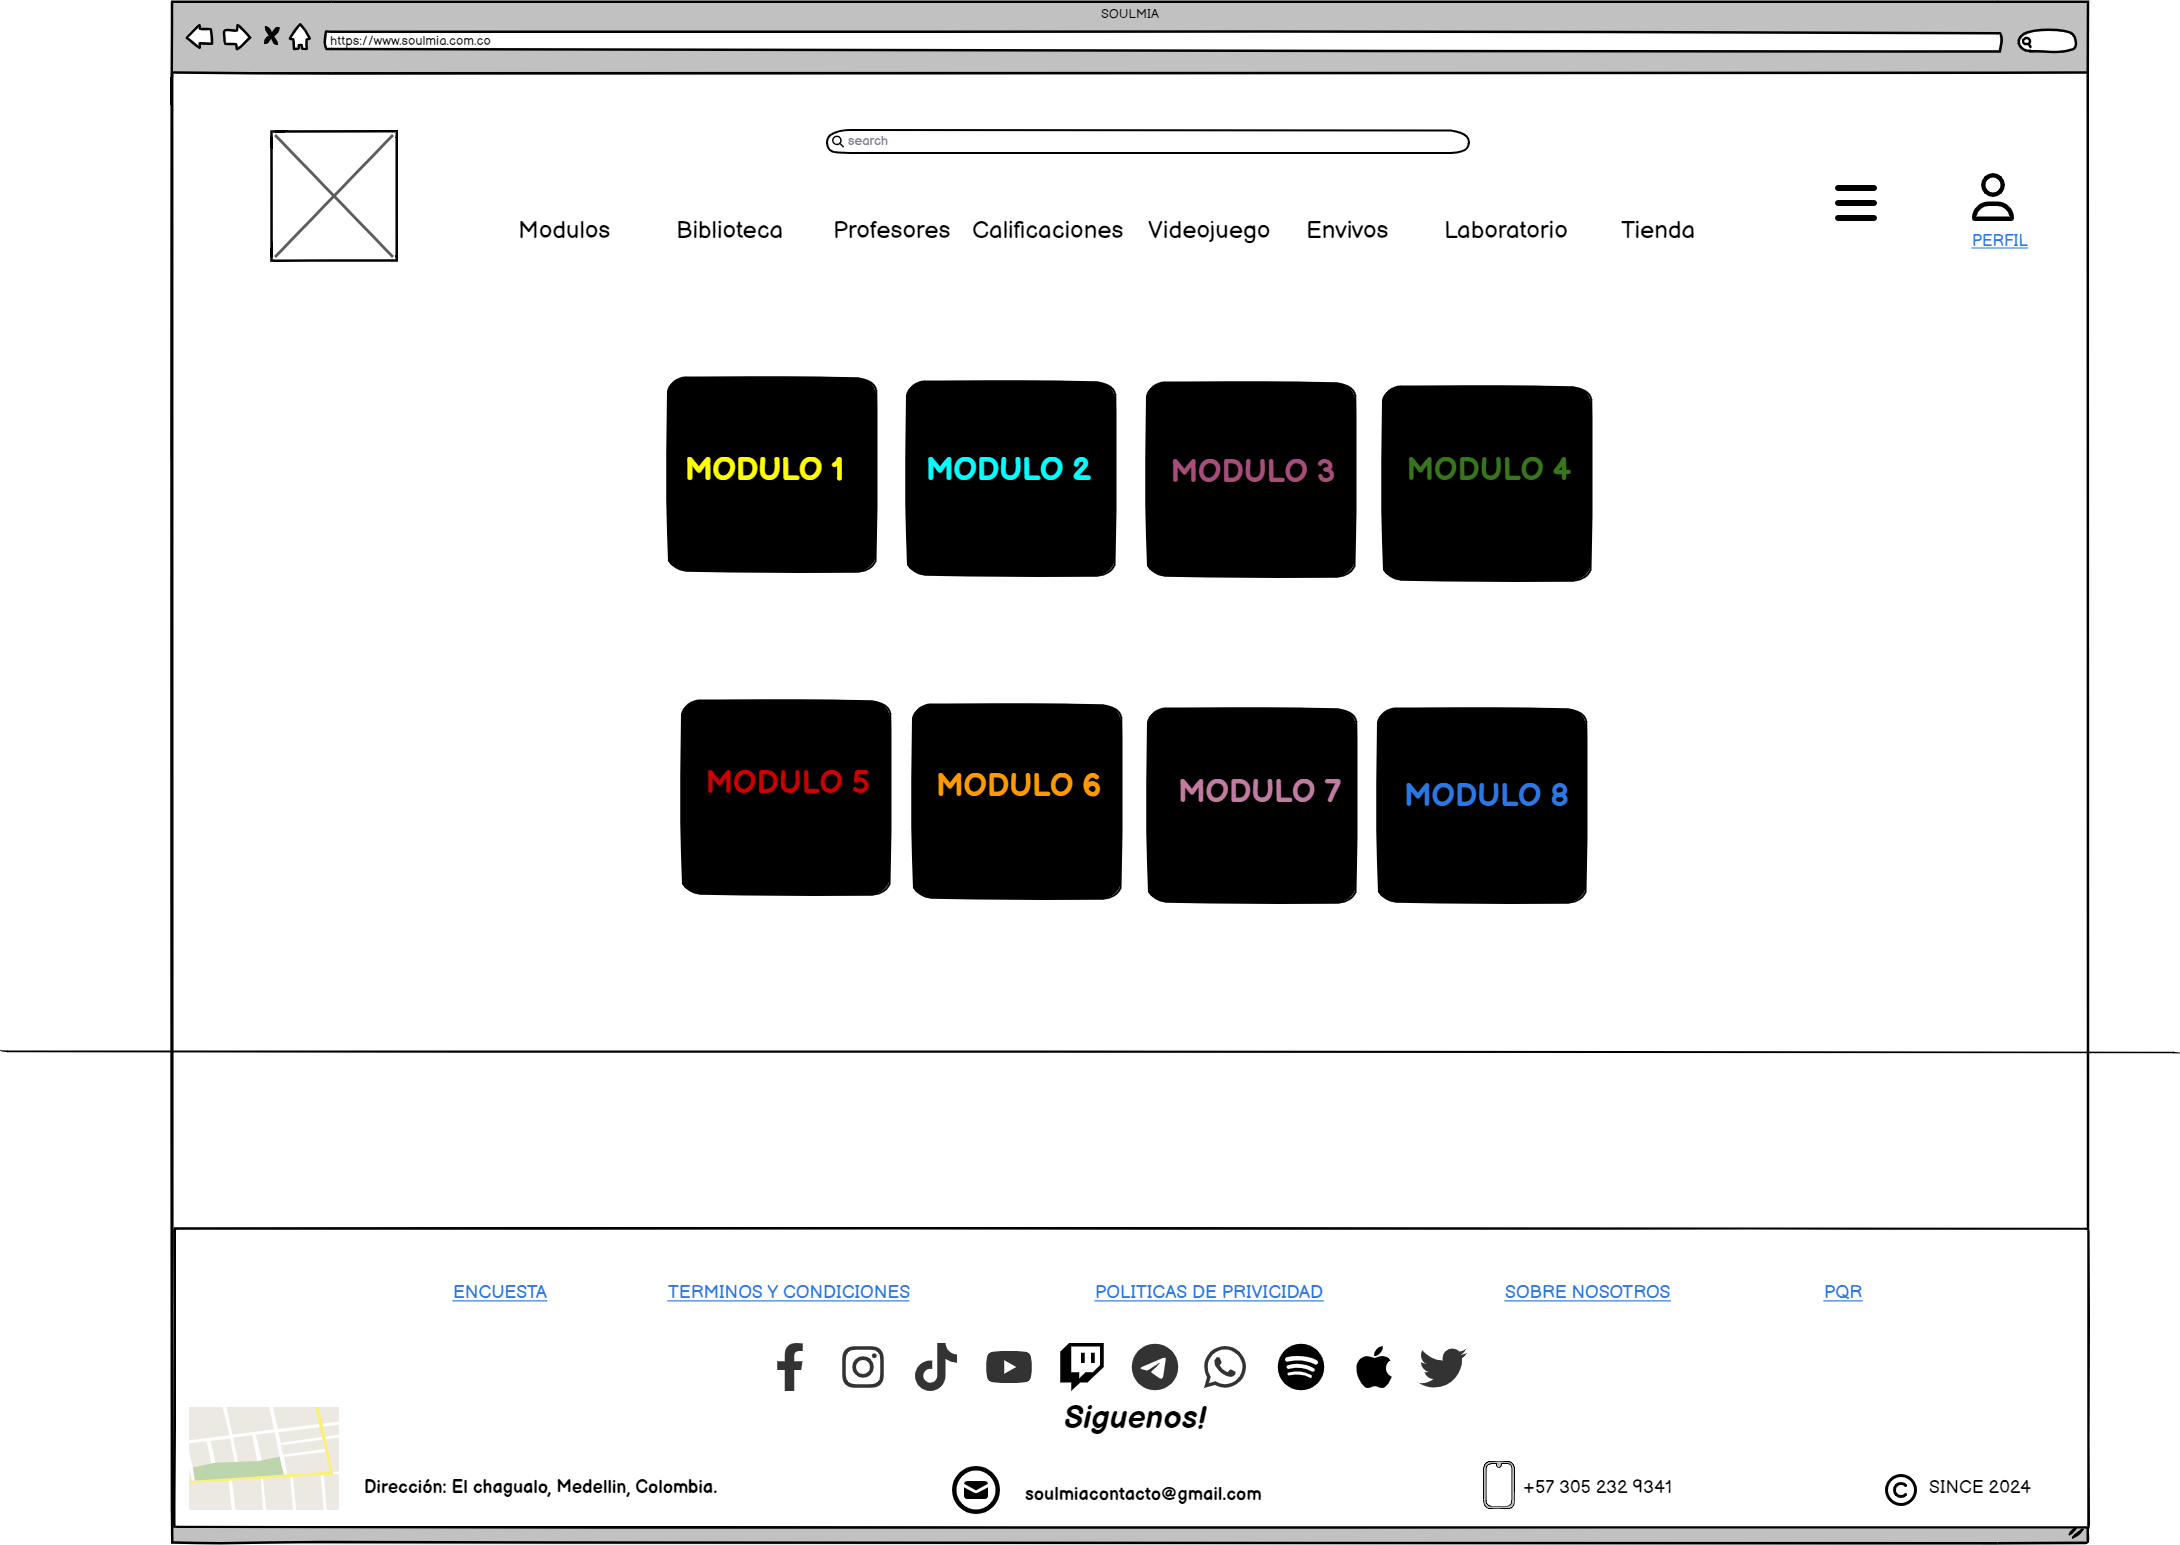 SOULMIA
https://www.soulmia.com.co
search
Modulos Biblioteca Profesores Calificaciones Videojuego Envivos Laboratorio Tienda
PERFIL
MODULO 1 MODULO 2 MODULO 3 MODULO 4
MODULO 5 MODULO 6 MODULO 7 MODULO 8
ENCUESTA TERMINOS Y CONDICIONES POLITICAS DE PRIVICIDAD SOBRE NOSOTROS PQR
Siguenos!
Dirección: El chagualo, Medellin, Colombia. soulmiacontacto@gmail.com +57 305 232 9341 © SINCE 2024